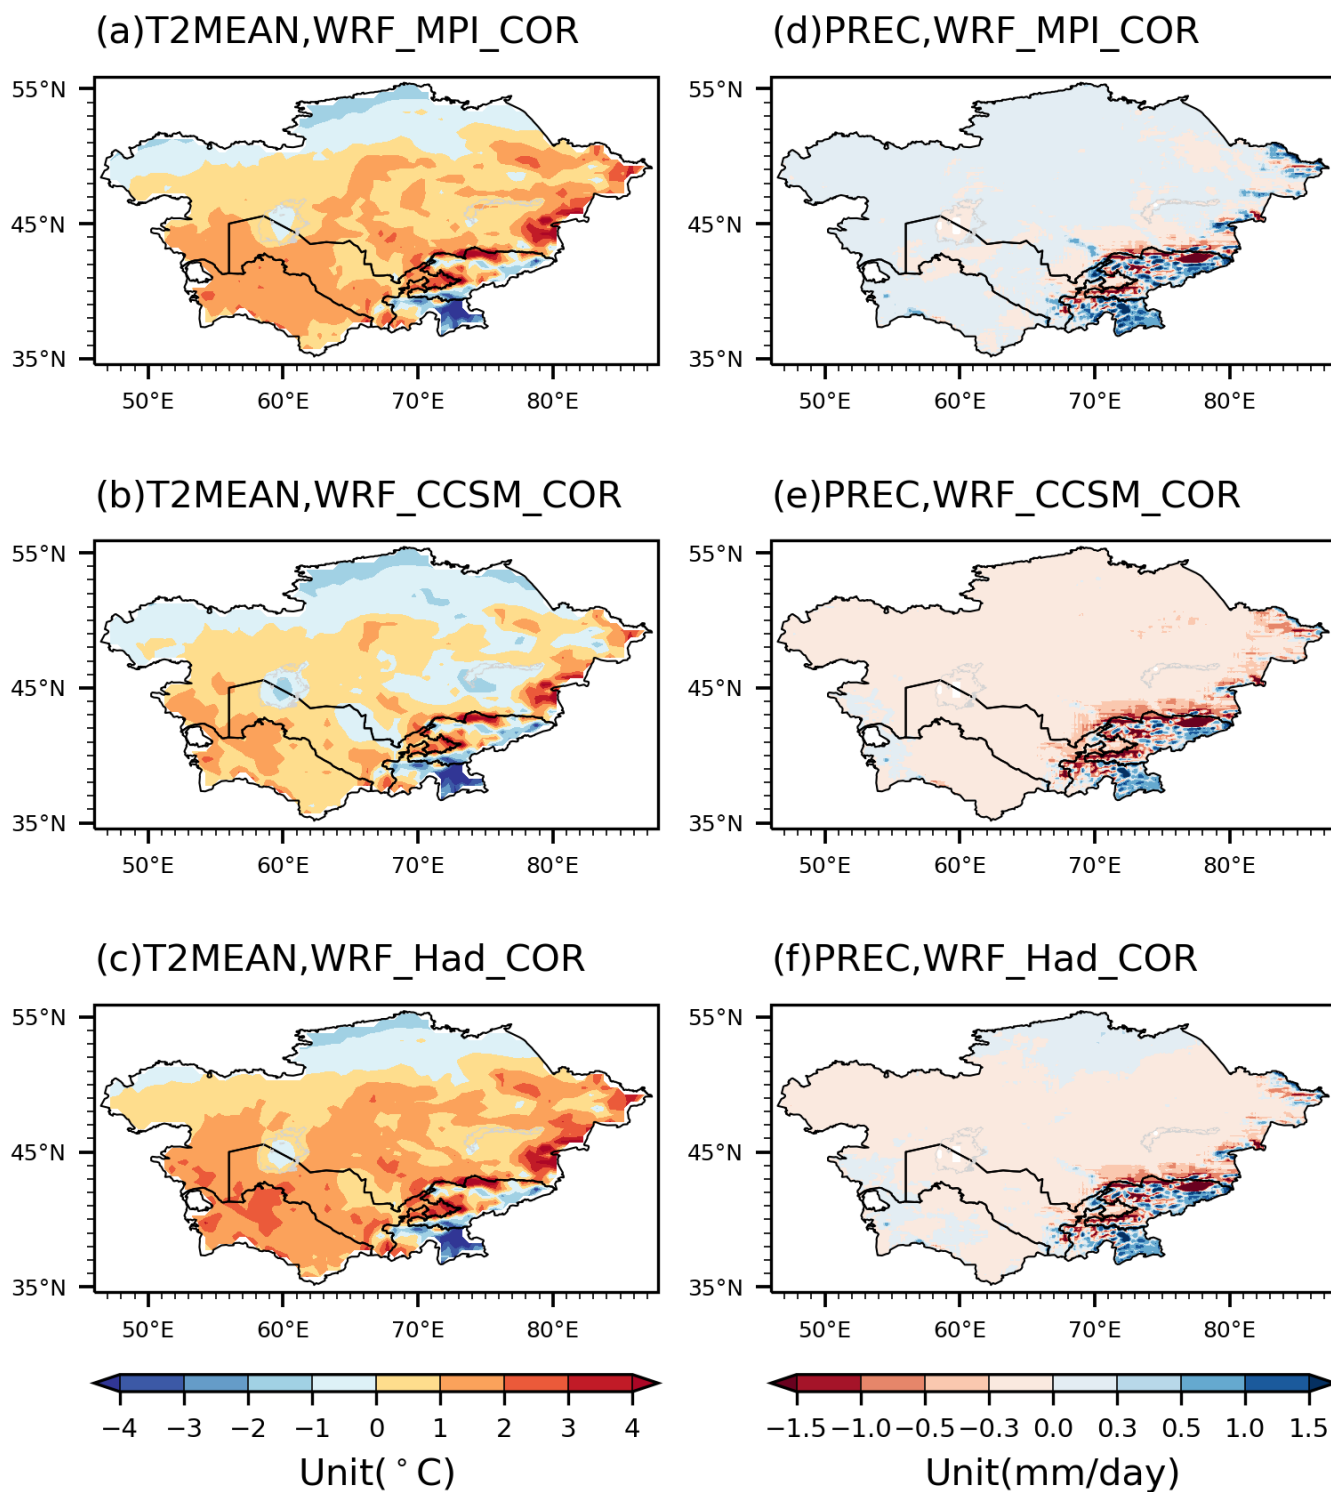 (a)T2MEAN,WRF_MPI_COR
55°N
45°N
35°N
50°E 60°E 70°E 80°E
(d)PREC,WRF_MPI_COR
55°N
45°N
35°N
50°E 60°E 70°E 80°E
(b)T2MEAN,WRF_CCSM_COR
55°N
45°N
35°N
50°E 60°E 70°E 80°E
(e)PREC,WRF_CCSM_COR
55°N
45°N
35°N
50°E 60°E 70°E 80°E
(c)T2MEAN,WRF_Had_COR
55°N
45°N
35°N
50°E 60°E 70°E 80°E
(f)PREC,WRF_Had_COR
55°N
45°N
35°N
50°E 60°E 70°E 80°E
−4 −3 −2 −1 0 1 2 3 4
Unit(°C)
−1.5 −1.0 −0.5 −0.3 0.0 0.3 0.5 1.0 1.5
Unit(mm/day)